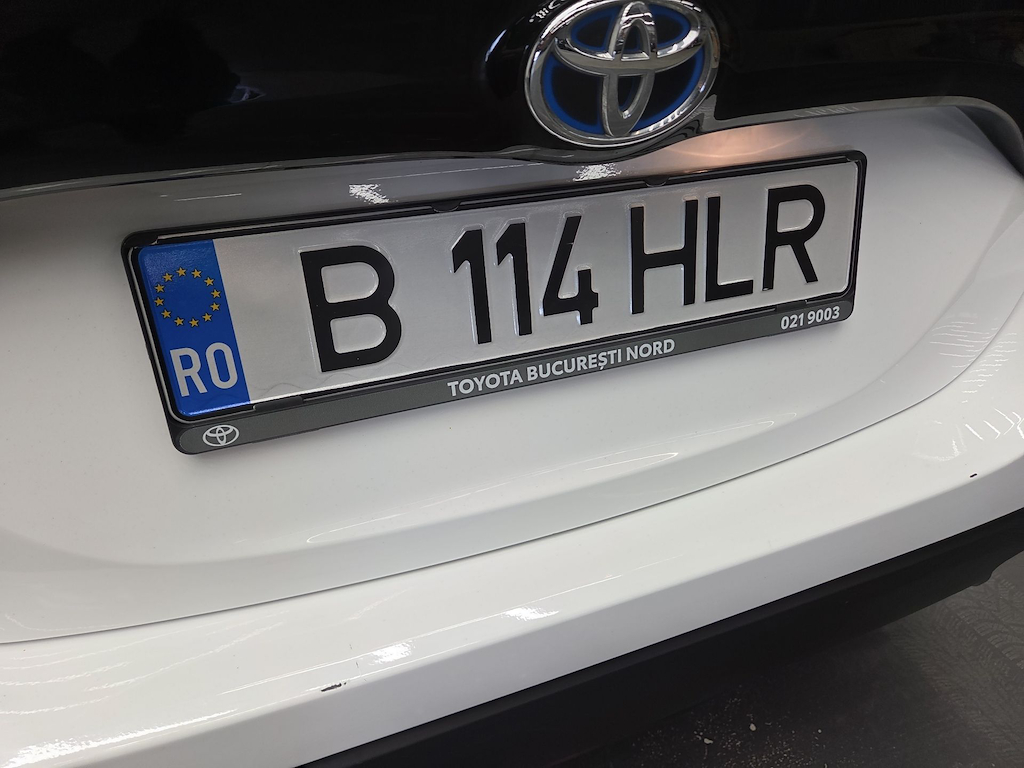 RO B 114 HLR
TOYOTA BUCUREȘTI NORD 021 9003